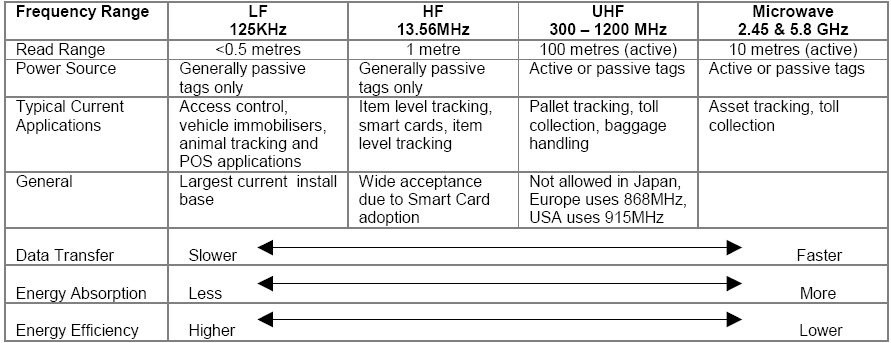 Frequency Range LF HF UHF Microwave
125KHz 13.56MHz 300 – 1200 MHz 2.45 & 5.8 GHz
Read Range <0.5 metres 1 metre 100 metres (active) 10 metres (active)
Power Source Generally passive Generally passive Active or passive tags Active or passive tags
tags only tags only
Typical Current Access control, Item level tracking, Pallet tracking, toll Asset tracking, toll
Applications vehicle immobilisers, smart cards, item collection, baggage collection
animal tracking and level tracking handling
POS applications
General Largest current install Wide acceptance Not allowed in Japan,
base due to Smart Card Europe uses 868MHz,
adoption USA uses 915MHz
Data Transfer Slower Faster
Energy Absorption Less More
Energy Efficiency Higher Lower